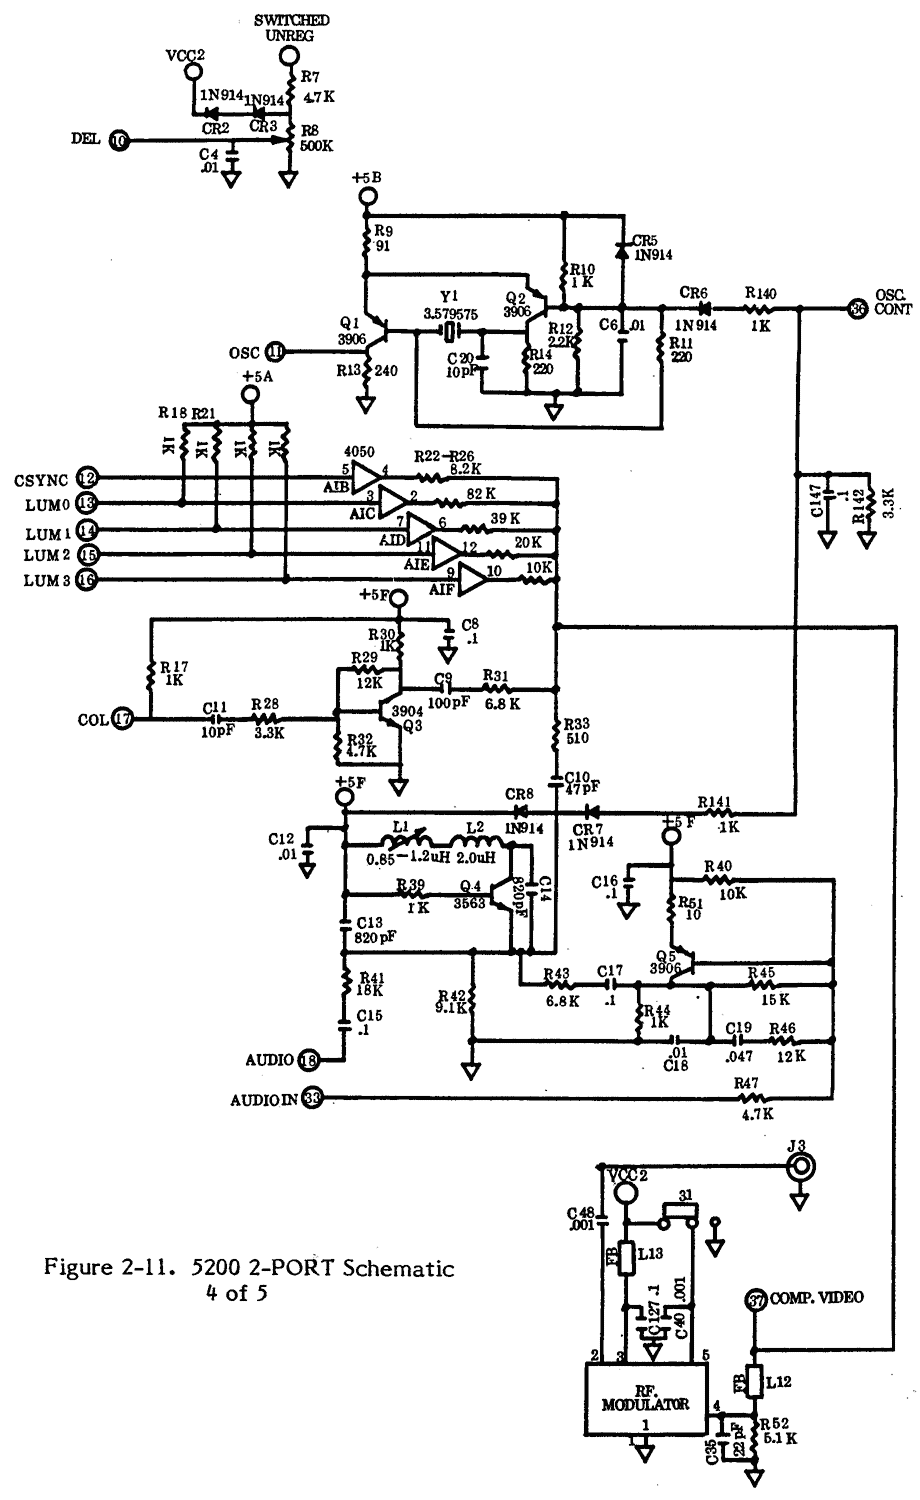 SWITCHED
UNREG
VCC2
R7
4.7K
1N914
1N914
CR2
CR3
R8
500K
DEL 10
C4
.01
+5B
R9
91
CR5
1N914
R10
1K
Y1
3.579575
Q2
3906
CR6
1N914
R140
1K
36
OSC.
CONT
Q1
3906
C6
.01
R12
2.2K
R11
220
OSC 11
C20
10pF
R14
220
R13
240
+5A
R18
R21
1K
1K
1K
1K
4050
R22-R26
8.2K
CSYNC 12
5
4
A1B
LUM0 13
3
2
82K
A1C
LUM1 14
7
6
39K
A1D
LUM2 15
11
12
20K
A1E
LUM3 16
9
10
10K
A1F
C147
.1
R142
3.3K
+5F
C8
.1
R30
1K
R29
12K
R17
1K
C9
100pF
R31
6.8K
COL 17
C11
10pF
R28
3.3K
3904
Q3
R32
4.7K
R33
510
C10
47pF
+5F
CR8
1N914
CR7
1N914
R141
1K
+5F
C12
.01
L1
0.85-1.2uH
L2
2.0uH
R39
1K
Q4
3563
820pF
C14
C16
.1
R40
10K
R51
10
C13
820pF
Q5
3906
R41
18K
R42
9.1K
R43
6.8K
C17
.1
R45
15K
R44
1K
C15
.1
.01
C18
C19
.047
R46
12K
AUDIO 18
AUDIO IN 33
R47
4.7K
J3
VCC2
C48
.001
31
FB
L13
C127 .1
C40 .001
37 COMP. VIDEO
2
3
5
FB
L12
RF.
MODULATOR
4
1
1
C35
22pF
R52
5.1K
Figure 2-11. 5200 2-PORT Schematic
4 of 5